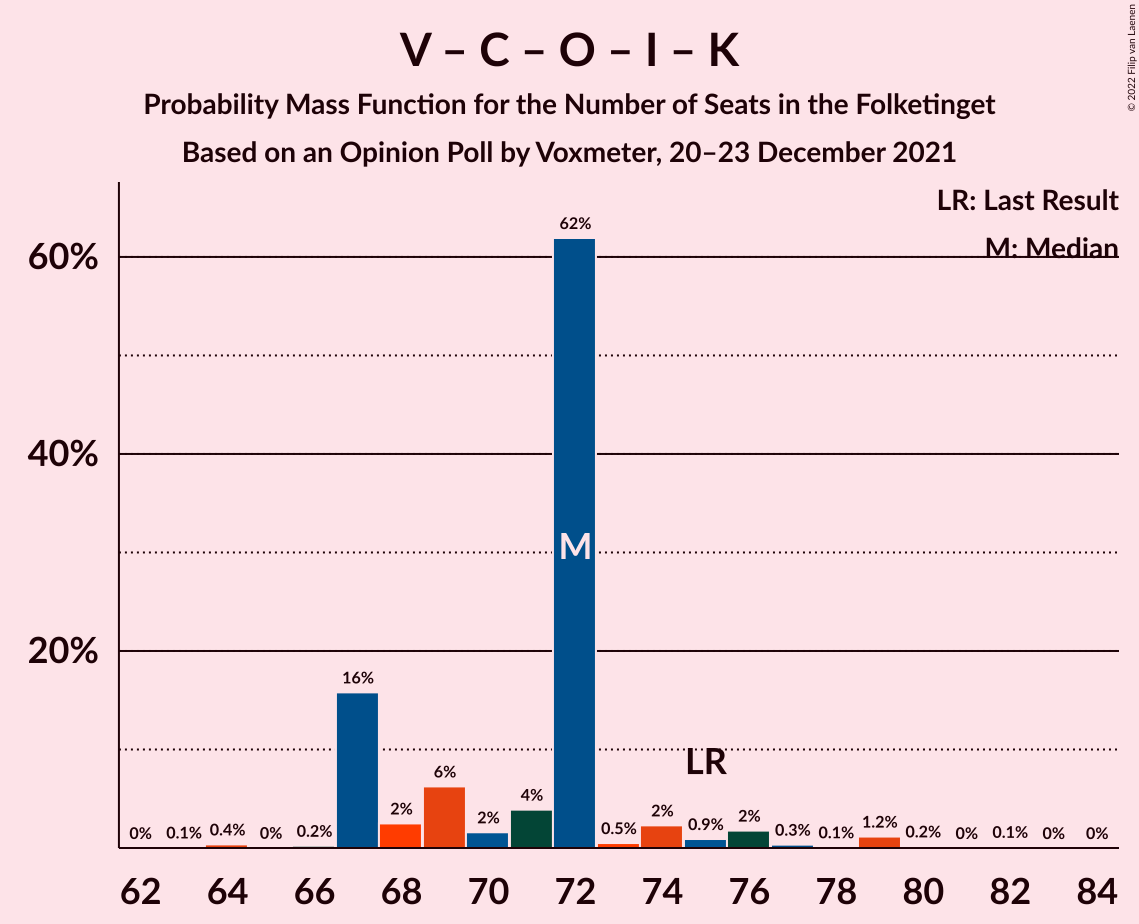 V – C – O – I – K
Probability Mass Function for the Number of Seats in the Folketinget
Based on an Opinion Poll by Voxmeter, 20–23 December 2021
© 2022 Filip van Laenen
LR: Last Result
M: Median
60%
40%
20%
0%
0.1%
0.4%
0%
0.2%
16%
2%
6%
2%
4%
62%
0.5%
2%
0.9%
2%
0.3%
0.1%
1.2%
0.2%
0%
0.1%
0%
0%
M
LR
62 64 66 68 70 72 74 76 78 80 82 84